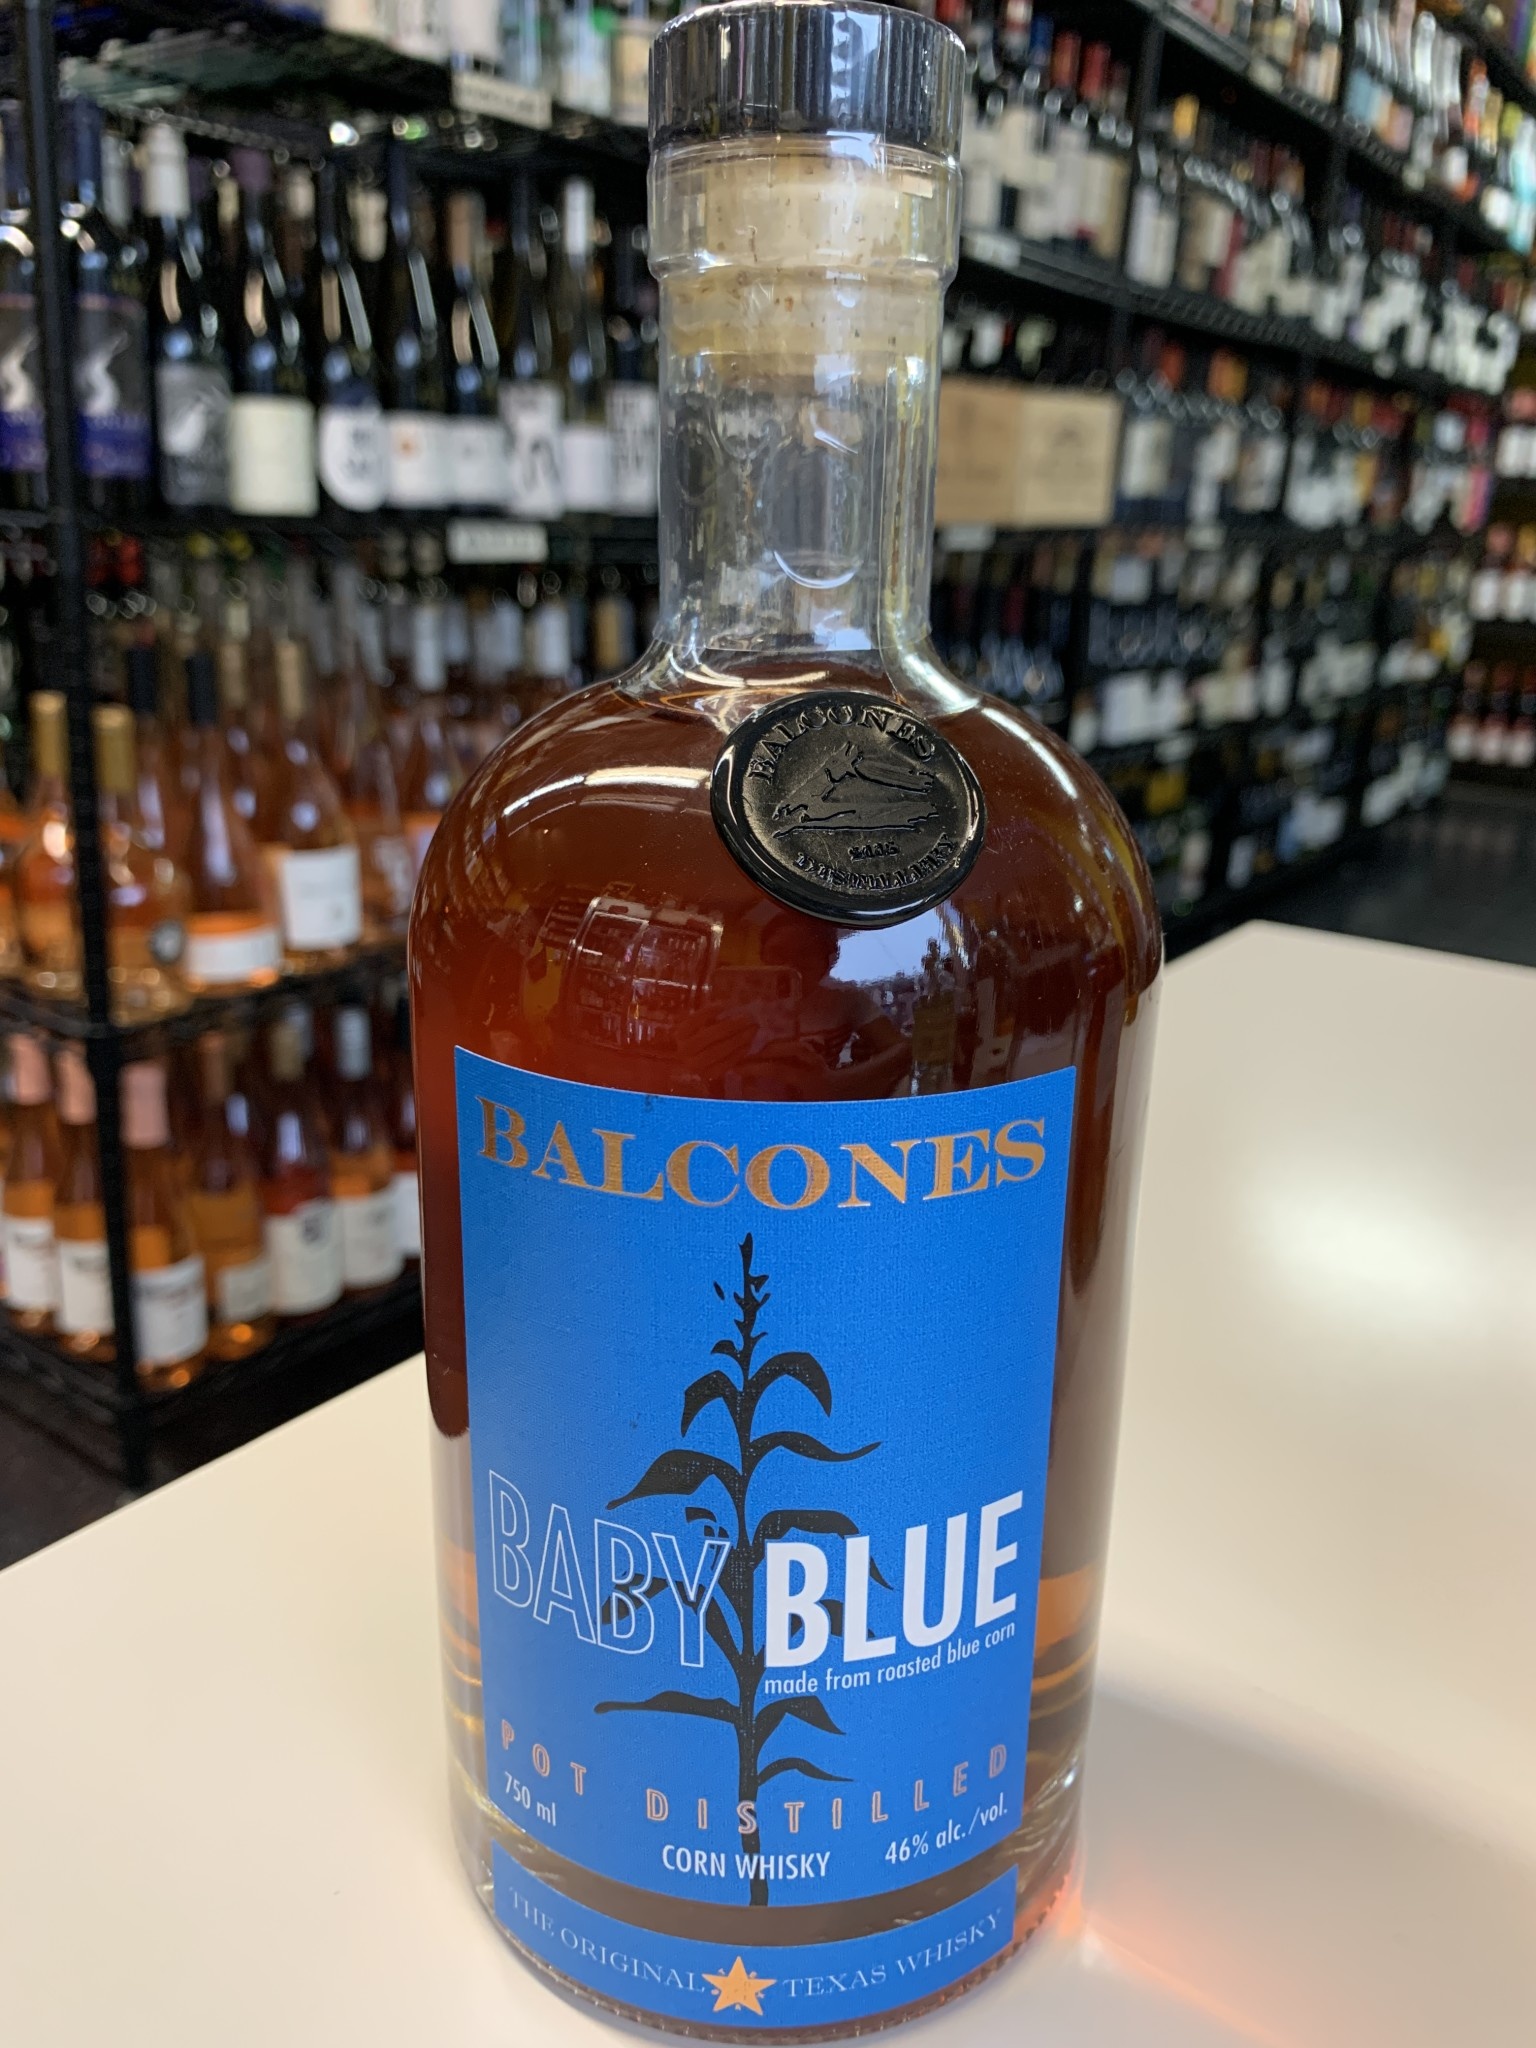 BALCONES
DISTILLERY
BALCONES
BABY BLUE
made from roasted blue corn
POT DISTILLED
750 ml
CORN WHISKY
46% alc./vol.
THE ORIGINAL TEXAS WHISKY